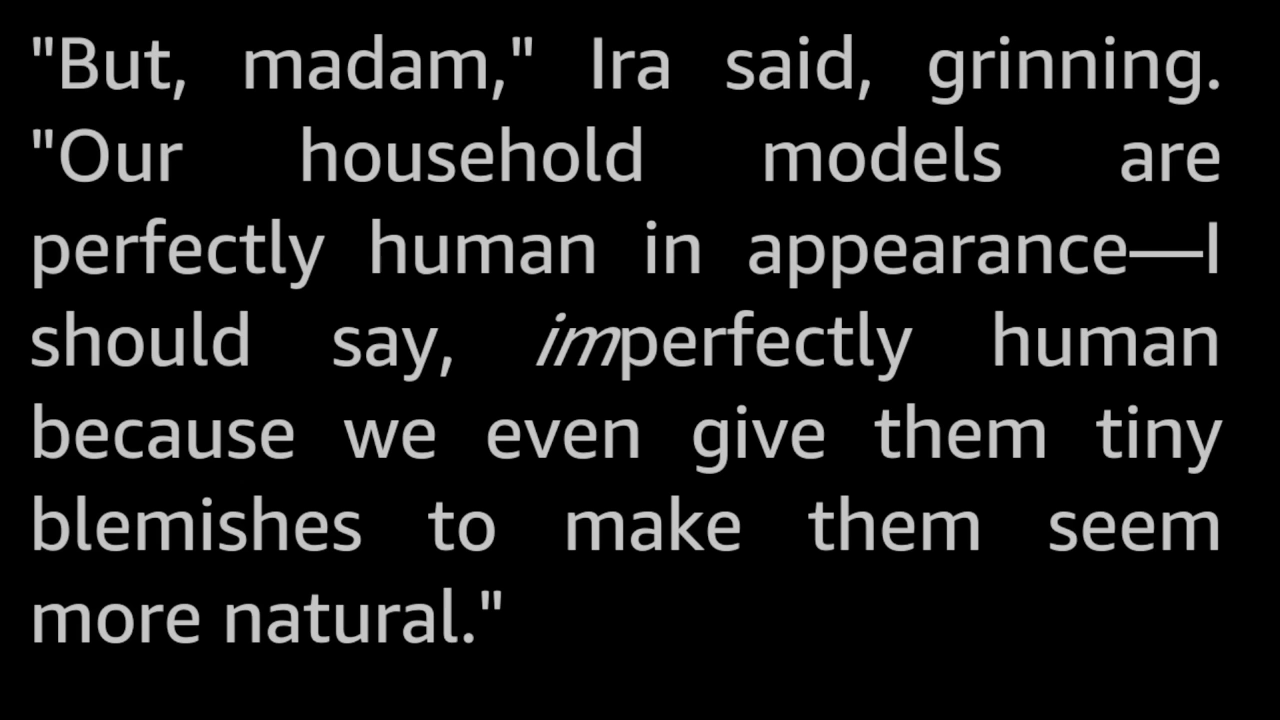 "But, madam," Ira said, grinning.
"Our household models are
perfectly human in appearance—I
should say, imperfectly human
because we even give them tiny
blemishes to make them seem
more natural."